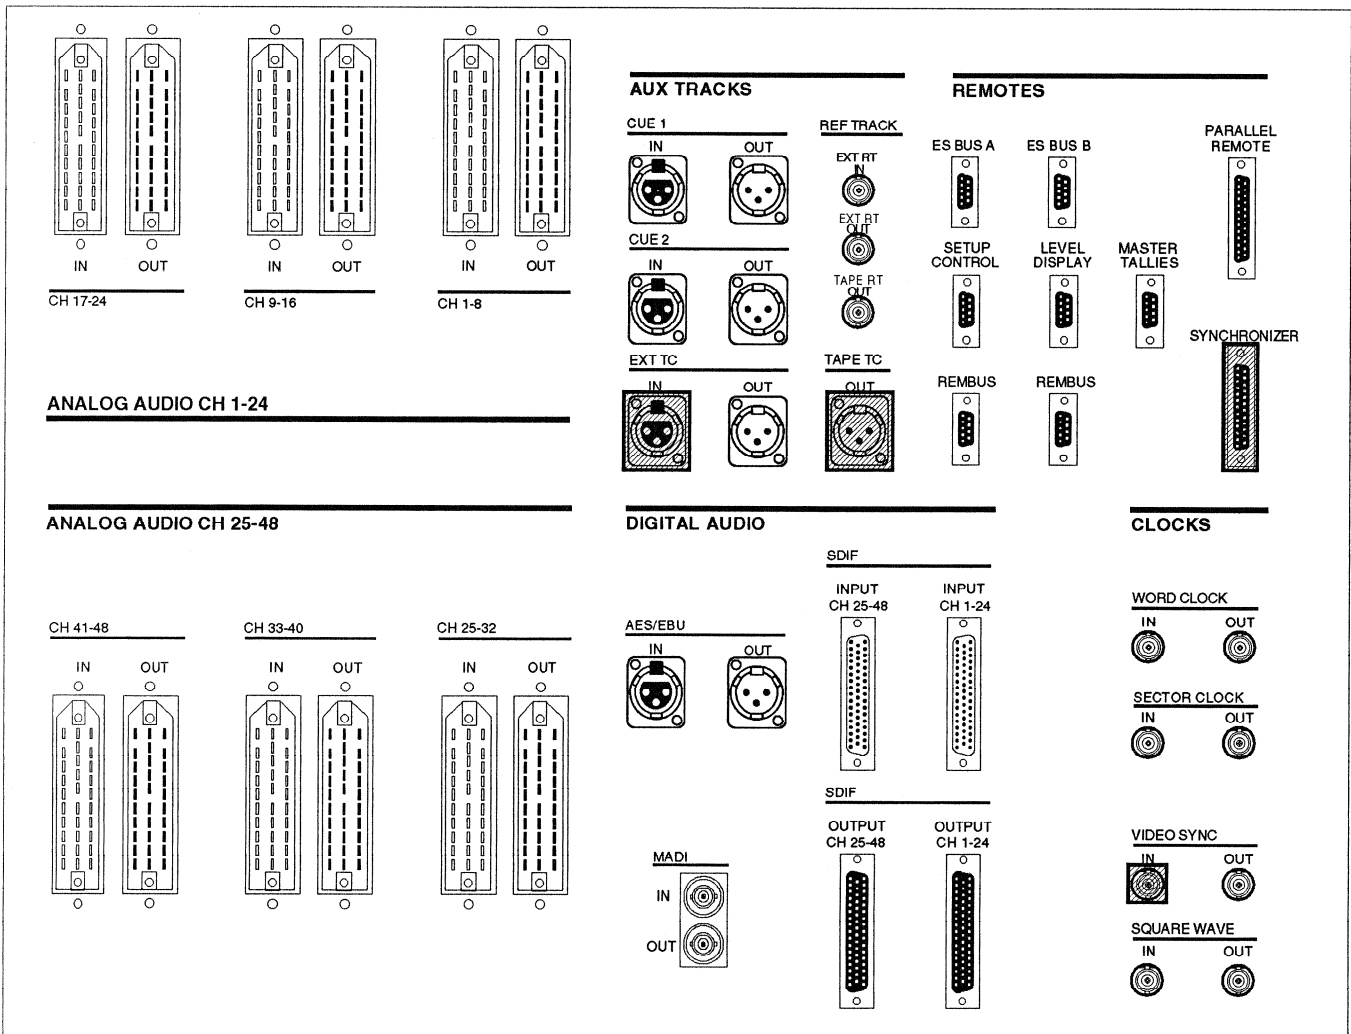 IN
OUT
CH 17-24
IN
OUT
CH 9-16
IN
OUT
CH 1-8
ANALOG AUDIO CH 1-24
ANALOG AUDIO CH 25-48
CH 41-48
IN
OUT
CH 33-40
IN
OUT
CH 25-32
IN
OUT
AUX TRACKS
CUE 1
IN
OUT
CUE 2
IN
OUT
EXT TC
IN
OUT
REF TRACK
EXT RT
IN
EXT RT
OUT
TAPE RT
OUT
TAPE TC
OUT
REMOTES
ES BUS A
ES BUS B
PARALLEL
REMOTE
SETUP
CONTROL
LEVEL
DISPLAY
MASTER
TALLIES
SYNCHRONIZER
REMBUS
REMBUS
DIGITAL AUDIO
AES/EBU
IN
OUT
SDIF
INPUT
CH 25-48
INPUT
CH 1-24
SDIF
OUTPUT
CH 25-48
OUTPUT
CH 1-24
MADI
IN
OUT
CLOCKS
WORD CLOCK
IN
OUT
SECTOR CLOCK
IN
OUT
VIDEO SYNC
IN
OUT
SQUARE WAVE
IN
OUT